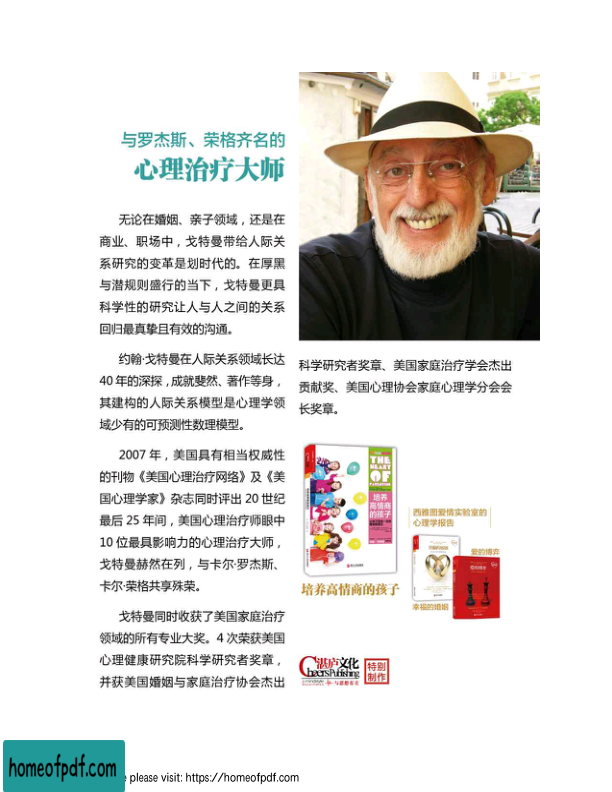 与罗杰斯、荣格齐名的
心理治疗大师
无论在婚姻、亲子领域，还是在
商业、职场中，戈特曼带给人际关
系研究的变革是划时代的。在厚黑
与潜规则盛行的当下，戈特曼更具
科学性的研究让人与人之间的关系
回归最真挚且有效的沟通。
约翰·戈特曼在人际关系领域长达
40 年的深探，成就斐然、著作等身，
其建构的人际关系模型是心理学领
域少有的可预测性数理模型。
2007 年，美国具有相当权威性
的刊物《美国心理治疗网络》及《美
国心理学家》杂志同时评出 20 世纪
最后 25 年间，美国心理治疗师眼中
10 位最具影响力的心理治疗大师，
戈特曼赫然在列，与卡尔·罗杰斯、
卡尔·荣格共享殊荣。
戈特曼同时收获了美国家庭治疗
领域的所有专业大奖。4 次荣获美国
心理健康研究院科学研究者奖章，
并获美国婚姻与家庭治疗协会杰出
科学研究者奖章、美国家庭治疗学会杰出
贡献奖、美国心理协会家庭心理学分会会
长奖章。
THE
HEART
OF
培养
高情商
的孩子
培养高情商的孩子
西雅图爱情实验室的
心理学报告
爱的博弈
幸福的婚姻
湛庐文化
Cheers Publishing
特别
制作
homeofpdf.com
e please visit: https://homeofpdf.com